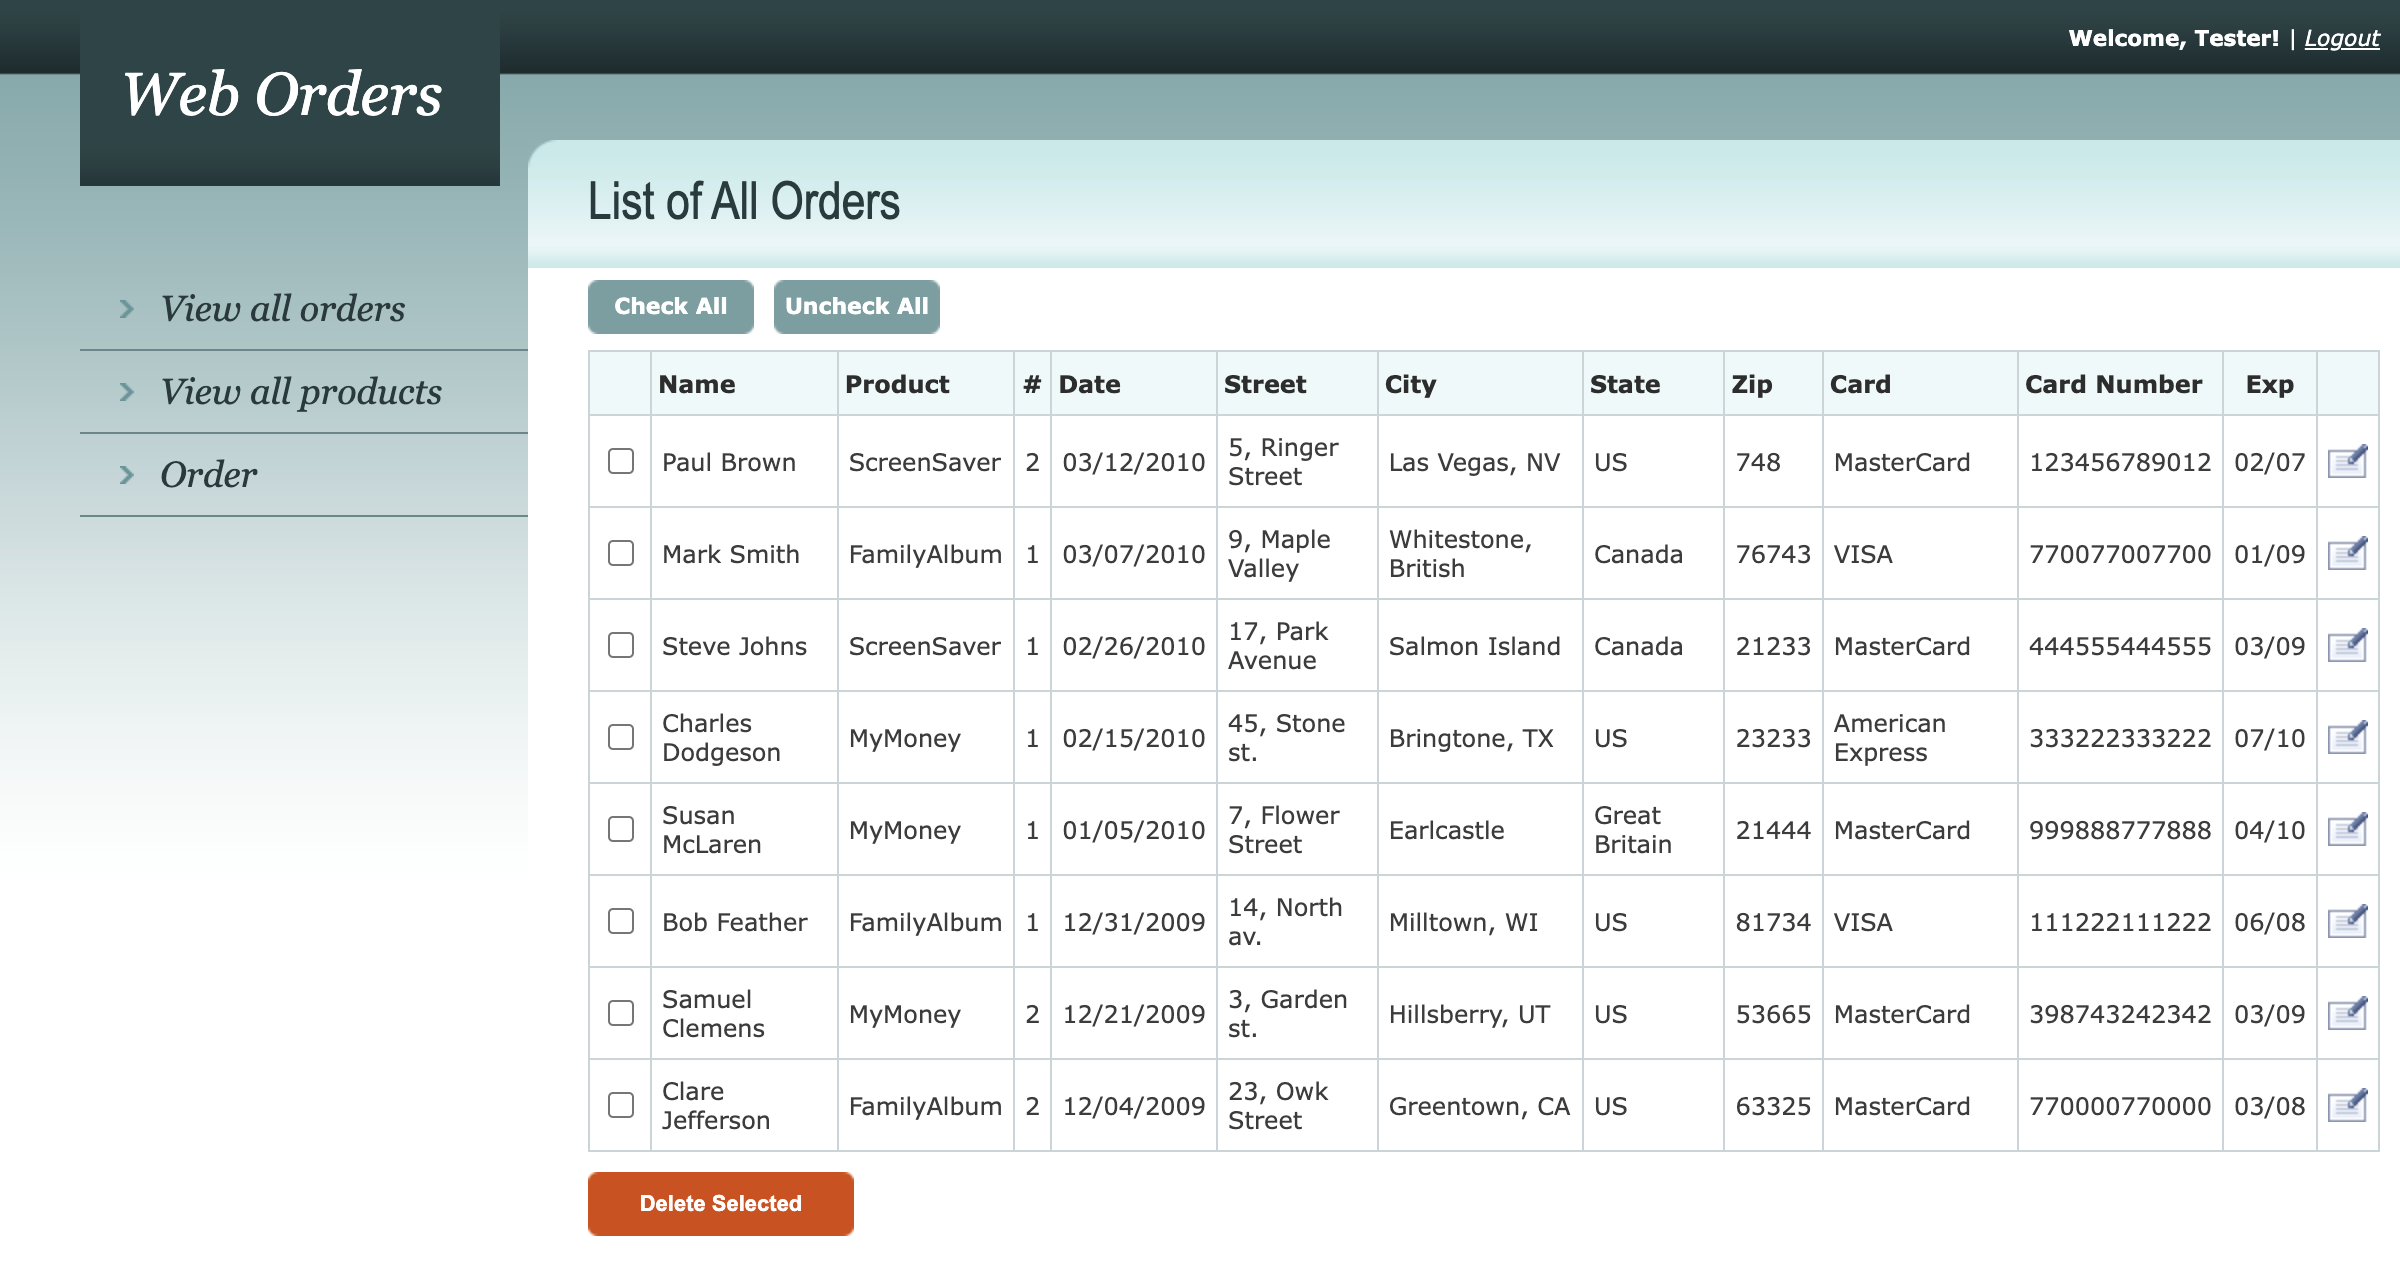 Welcome, Tester! | Logout
Web Orders
List of All Orders
View all orders
View all products
Order
Check All Uncheck All
Name Product # Date Street City State Zip Card Card Number Exp
Paul Brown ScreenSaver 2 03/12/2010 5, Ringer Street Las Vegas, NV US 748 MasterCard 123456789012 02/07
Mark Smith FamilyAlbum 1 03/07/2010 9, Maple Valley Whitestone, British Canada 76743 VISA 770077007700 01/09
Steve Johns ScreenSaver 1 02/26/2010 17, Park Avenue Salmon Island Canada 21233 MasterCard 444555444555 03/09
Charles Dodgeson MyMoney 1 02/15/2010 45, Stone st. Bringtone, TX US 23233 American Express 333222333222 07/10
Susan McLaren MyMoney 1 01/05/2010 7, Flower Street Earlcastle Great Britain 21444 MasterCard 999888777888 04/10
Bob Feather FamilyAlbum 1 12/31/2009 14, North av. Milltown, WI US 81734 VISA 111222111222 06/08
Samuel Clemens MyMoney 2 12/21/2009 3, Garden st. Hillsberry, UT US 53665 MasterCard 398743242342 03/09
Clare Jefferson FamilyAlbum 2 12/04/2009 23, Owk Street Greentown, CA US 63325 MasterCard 770000770000 03/08
Delete Selected